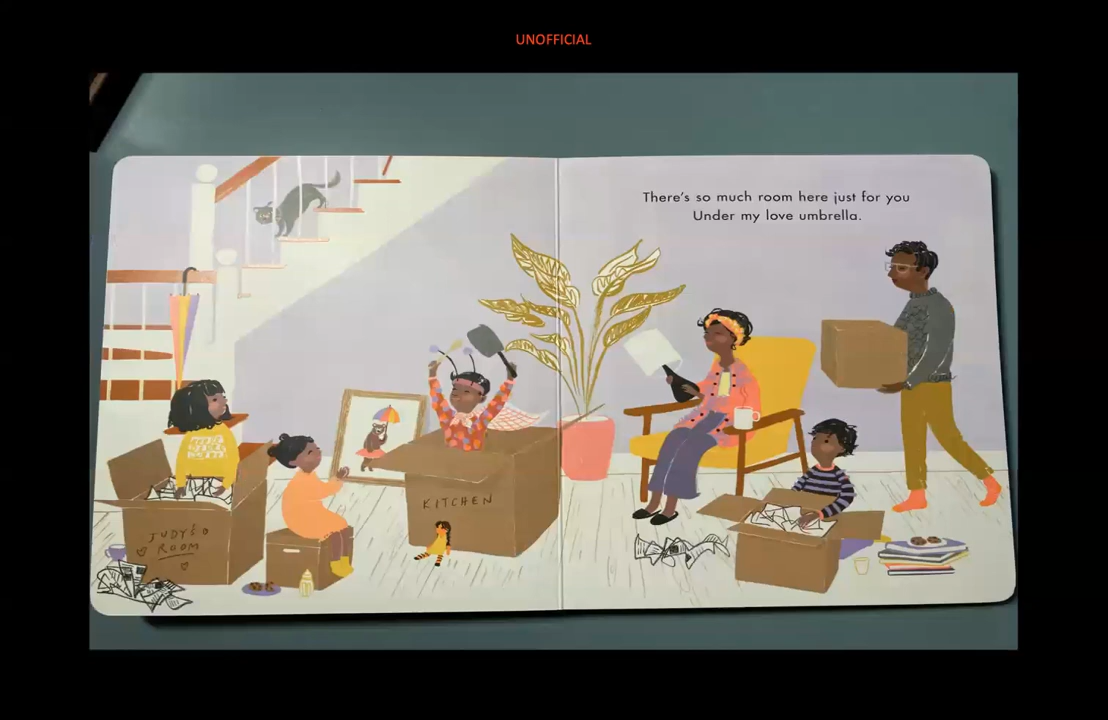 UNOFFICIAL
There's so much room here just for you
Under my love umbrella.
KITCHEN
JUDY'S
ROOM